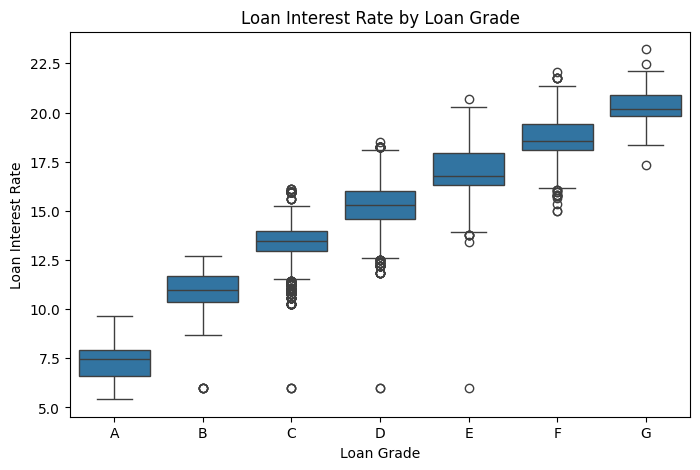 Loan Interest Rate by Loan Grade
Loan Interest Rate
22.5
20.0
17.5
15.0
12.5
10.0
7.5
5.0
A B C D E F G
Loan Grade